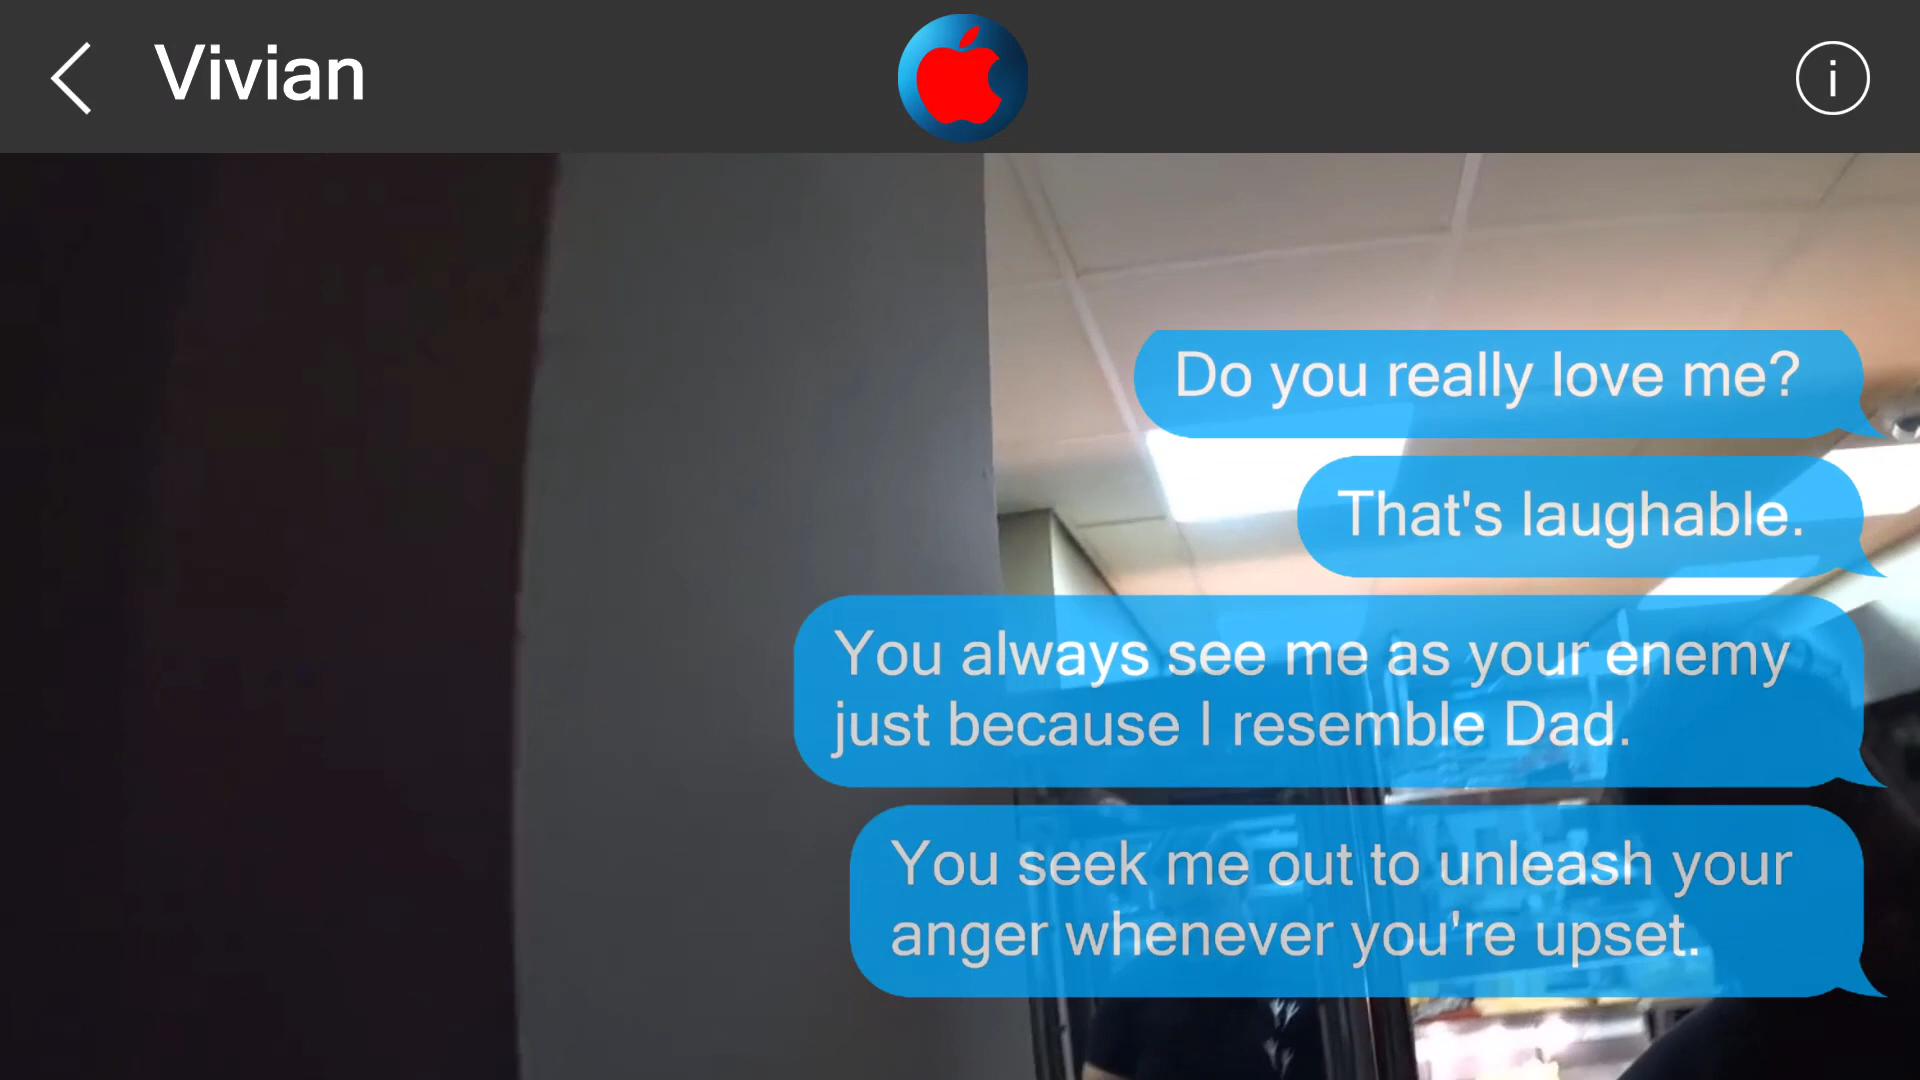 Vivian
Do you really love me?
That's laughable.
You always see me as your enemy
just because I resemble Dad.
You seek me out to unleash your
anger whenever you're upset.